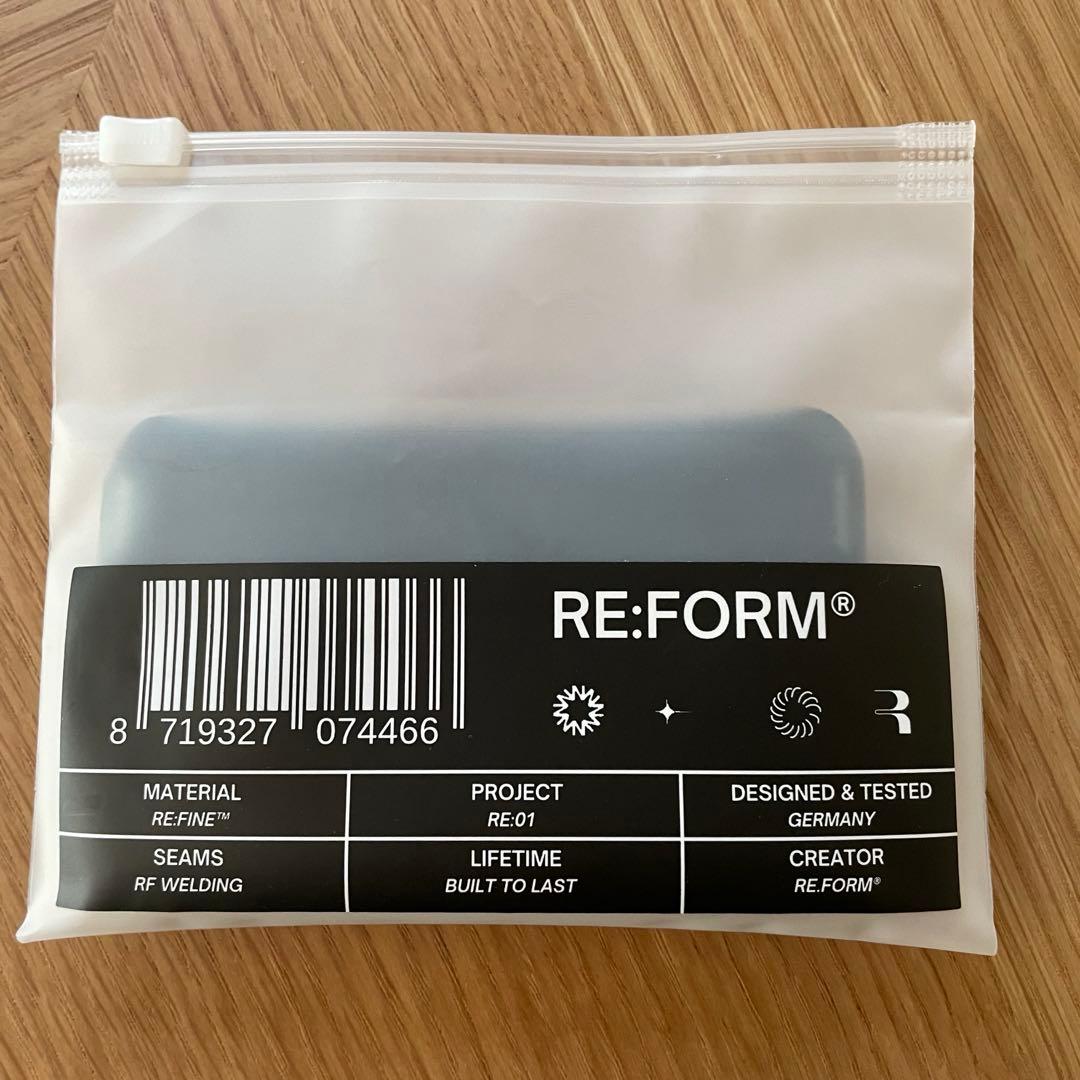 RE:FORM®
8 719327 074466
MATERIAL
RE:FINE™
PROJECT
RE:01
DESIGNED & TESTED
GERMANY
SEAMS
RF WELDING
LIFETIME
BUILT TO LAST
CREATOR
RE.FORM®